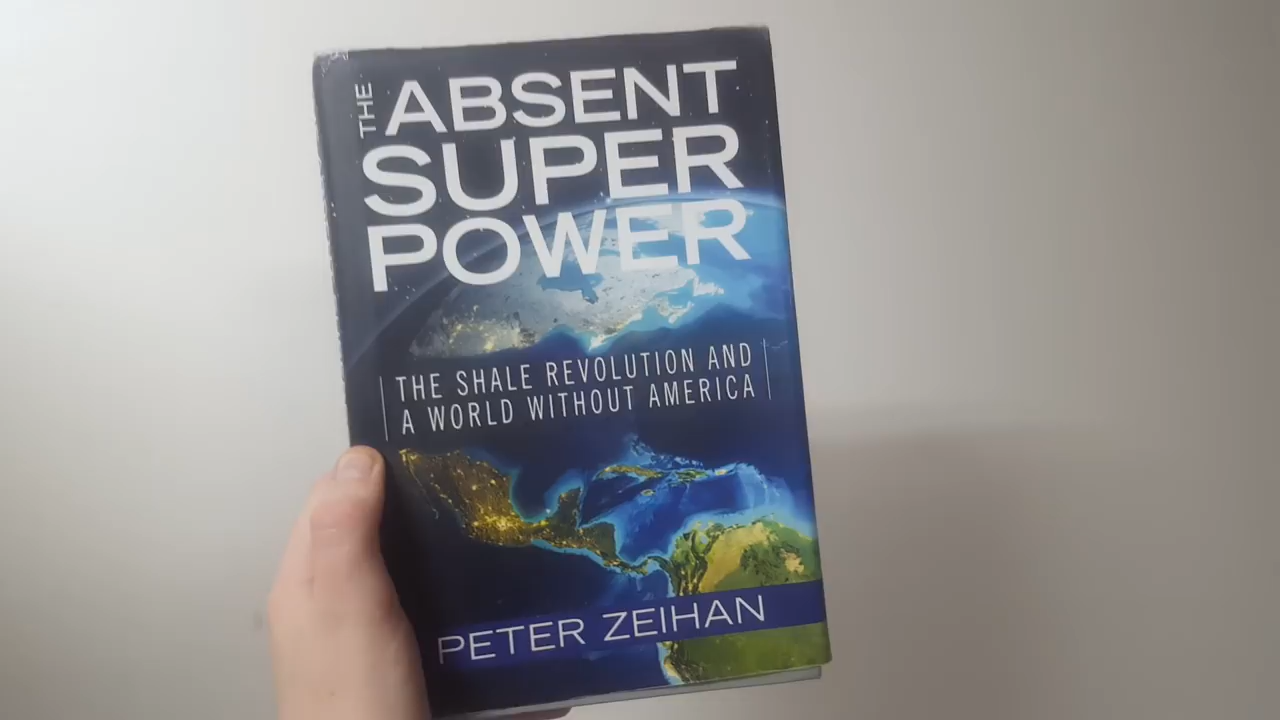 THE ABSENT
SUPER
POWER
THE SHALE REVOLUTION AND
A WORLD WITHOUT AMERICA
PETER ZEIHAN